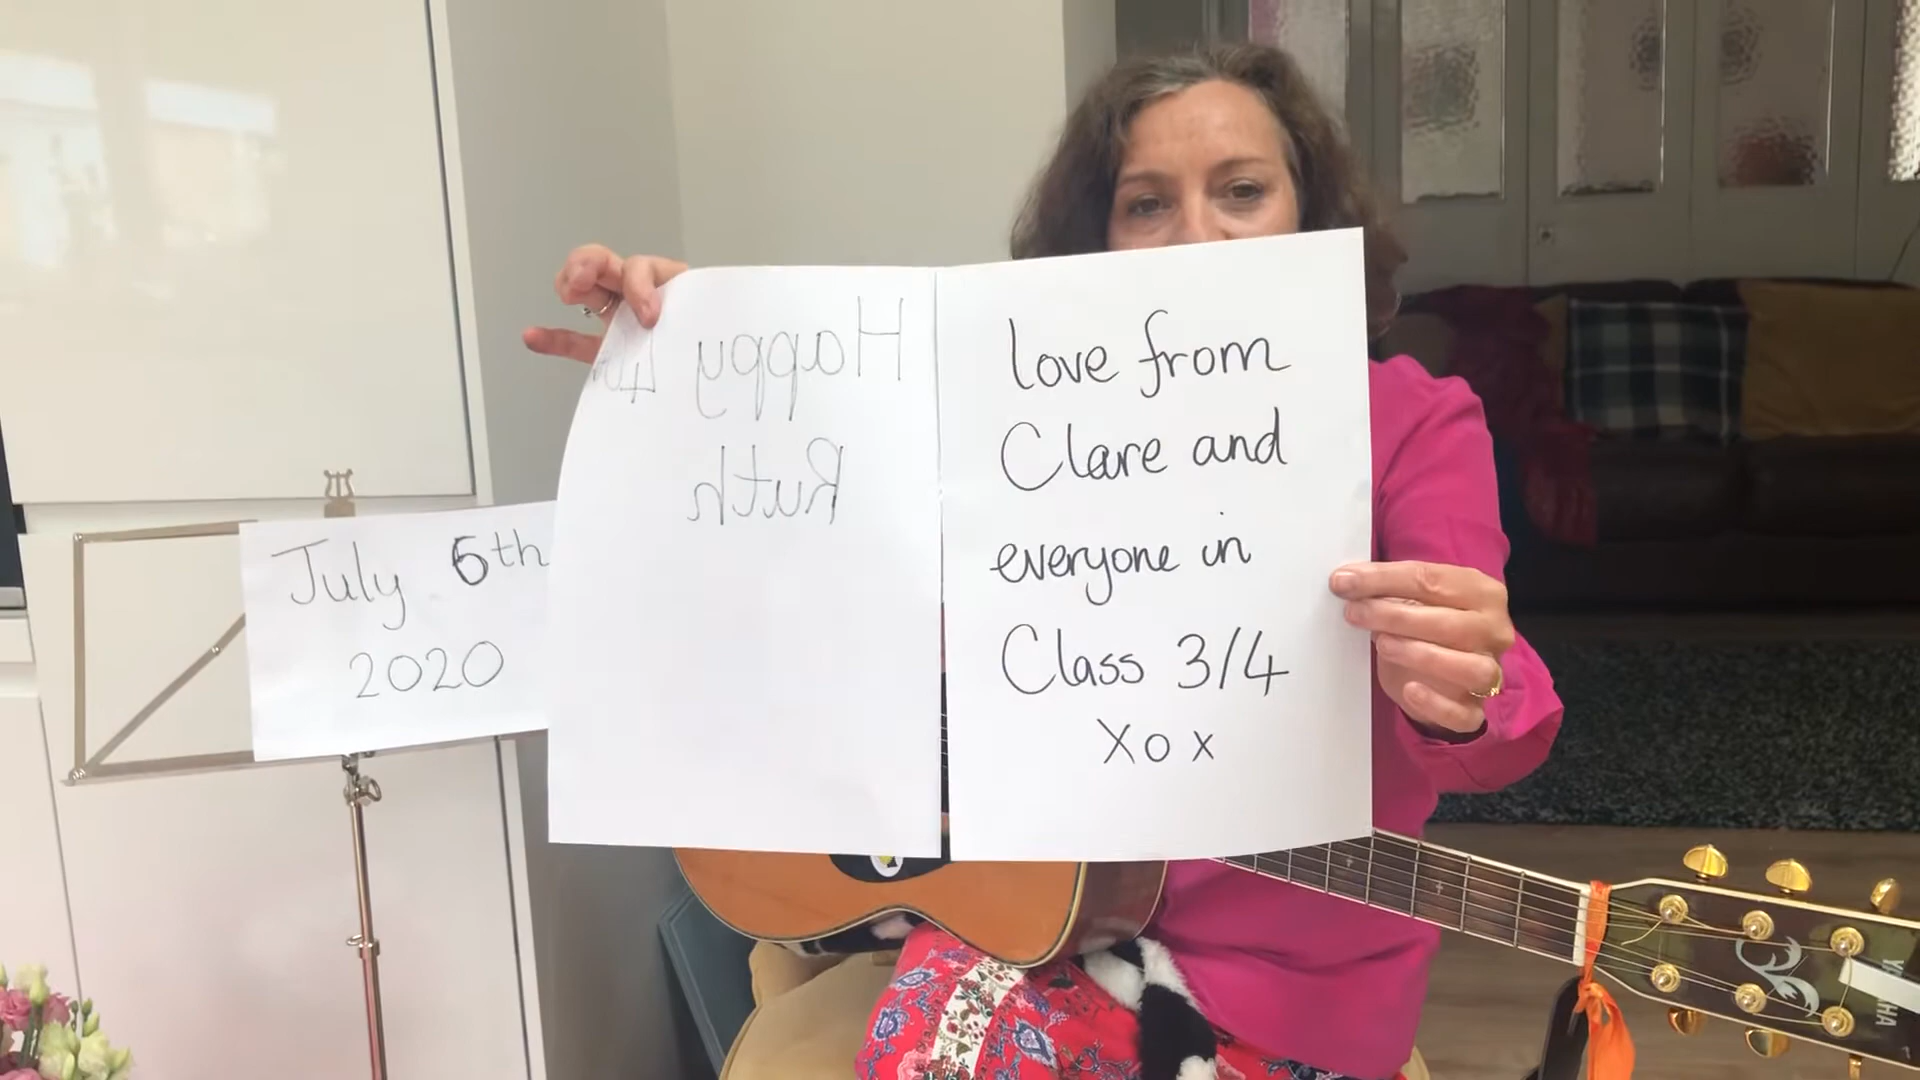 July 6th
2020
Happy
Ruth
love from
Clare and
everyone in
Class 3/4
XoX